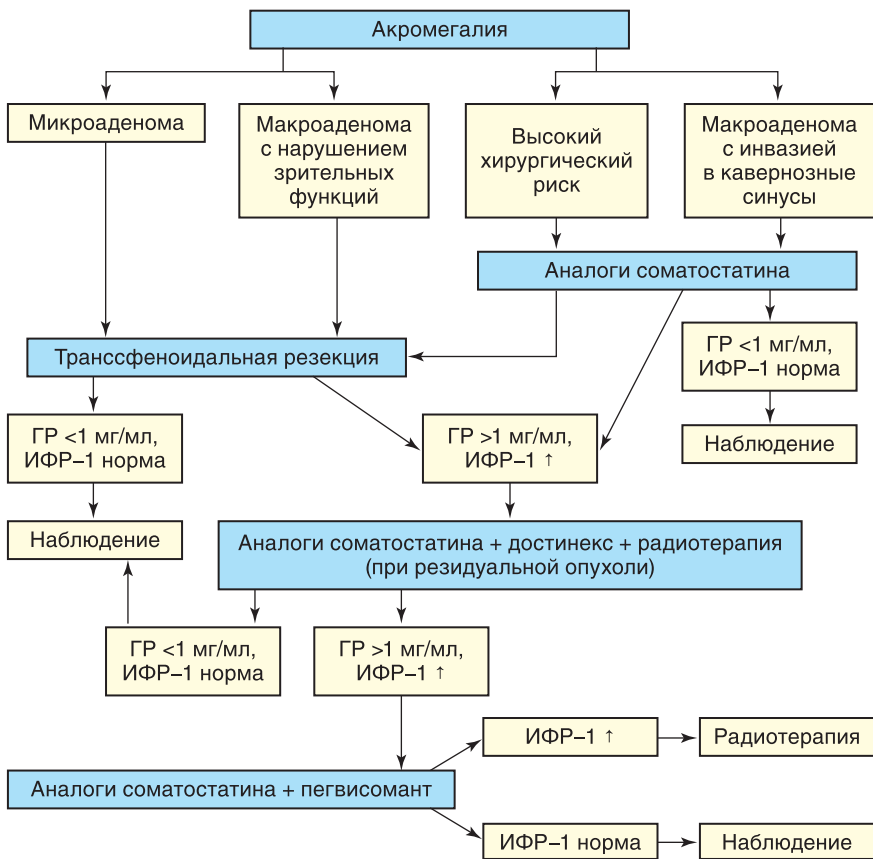 Акромегалия
Микроаденома
Макроаденома
с нарушением
зрительных
функций
Высокий
хирургический
риск
Макроаденома
с инвазией
в кавернозные
синусы
Аналоги соматостатина
Транссфеноидальная резекция
ГР <1 мг/мл,
ИФР–1 норма
ГР <1 мг/мл,
ИФР–1 норма
ГР >1 мг/мл,
ИФР–1 ↑
Наблюдение
Наблюдение
Аналоги соматостатина + достинекс + радиотерапия
(при резидуальной опухоли)
ГР <1 мг/мл,
ИФР–1 норма
ГР >1 мг/мл,
ИФР–1 ↑
ИФР–1 ↑
Радиотерапия
Аналоги соматостатина + пегвисомант
ИФР–1 норма
Наблюдение